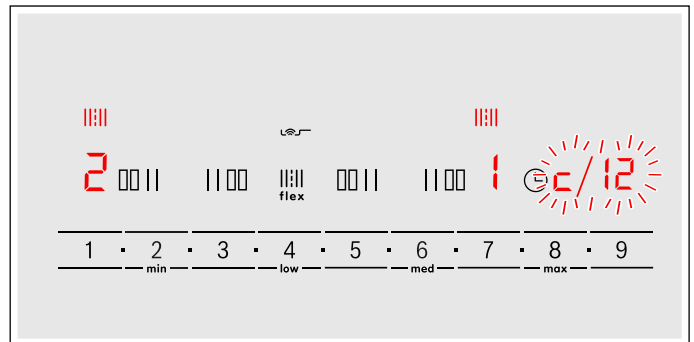 2 flex 1 c/12
1 · 2 · 3 · 4 · 5 · 6 · 7 · 8 · 9
min low med max